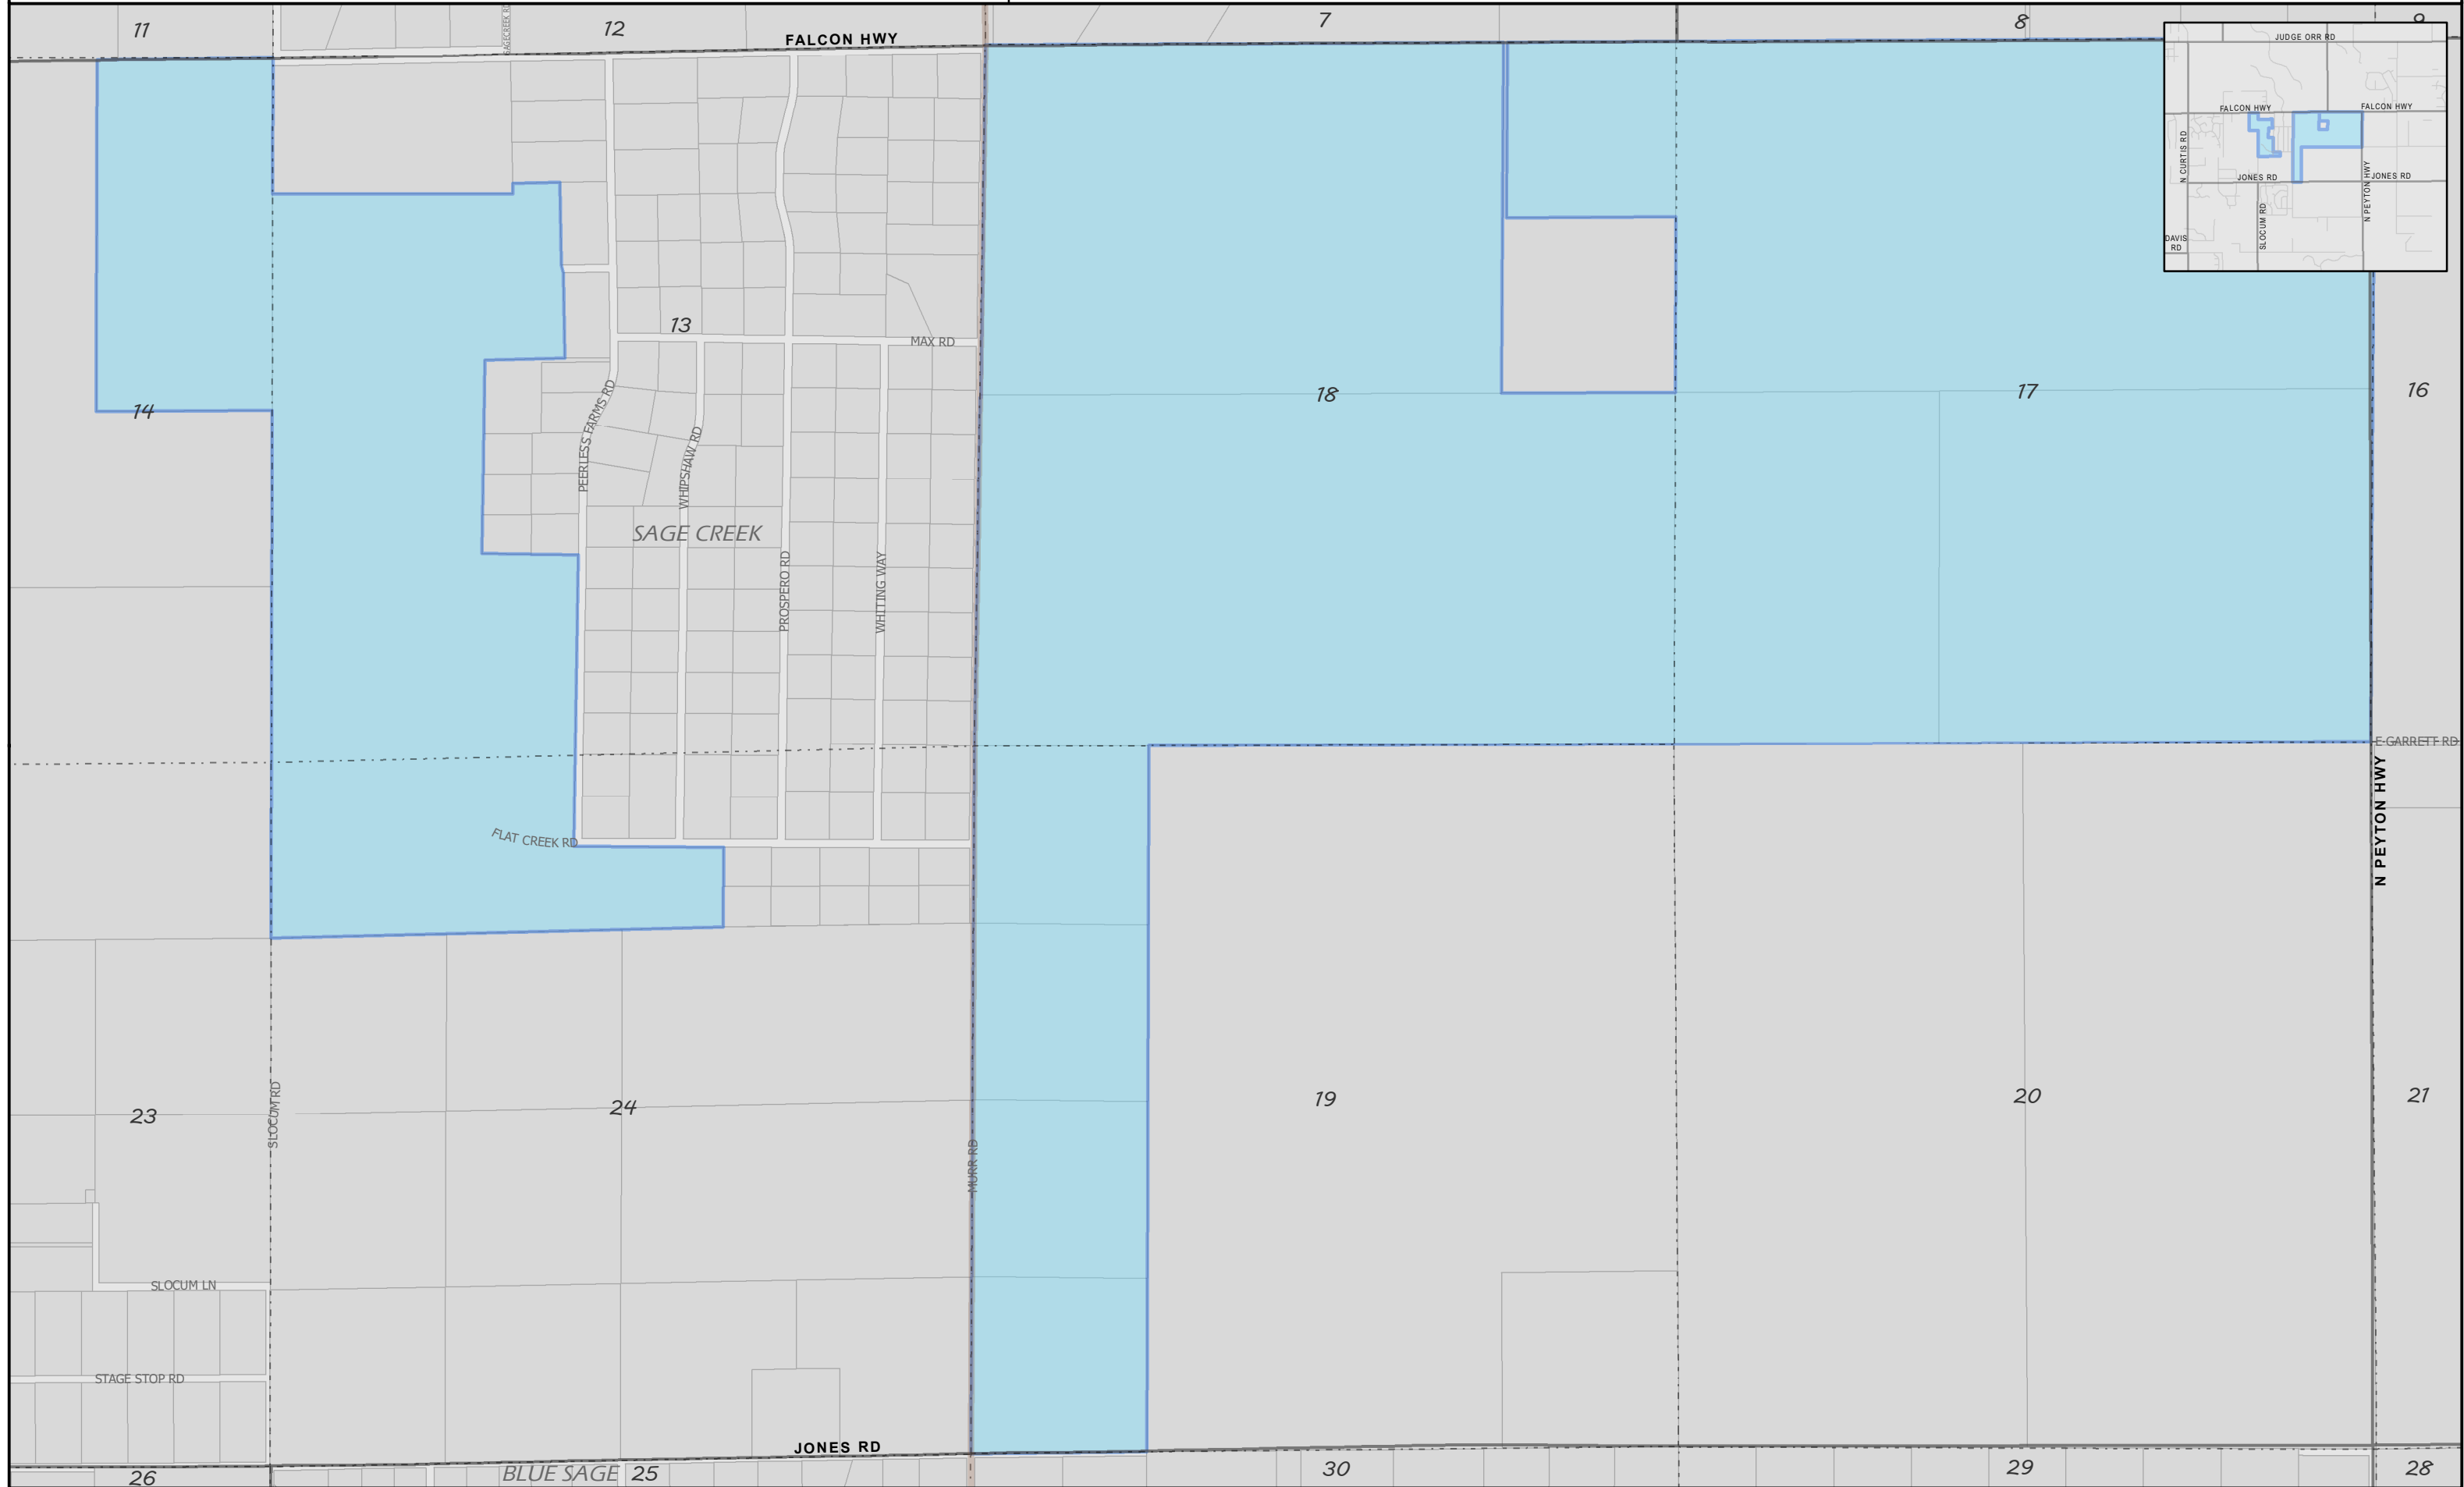 11
12
7
8
9
SAGECREEK RD
FALCON HWY
JUDGE ORR RD
FALCON HWY
FALCON HWY
N CURTIS RD
JONES RD
JONES RD
SLOCUM RD
N PEYTON HWY
DAVIS
RD
13
MAX RD
14
18
17
16
PEERLESS FARMS RD
WHIPSHAW RD
SAGE CREEK
PROSPERO RD
WHITING WAY
E GARRETT RD
N PEYTON HWY
FLAT CREEK RD
23
SLOCUM RD
24
MURR RD
19
20
21
SLOCUM LN
STAGE STOP RD
JONES RD
26
BLUE SAGE
25
30
29
28